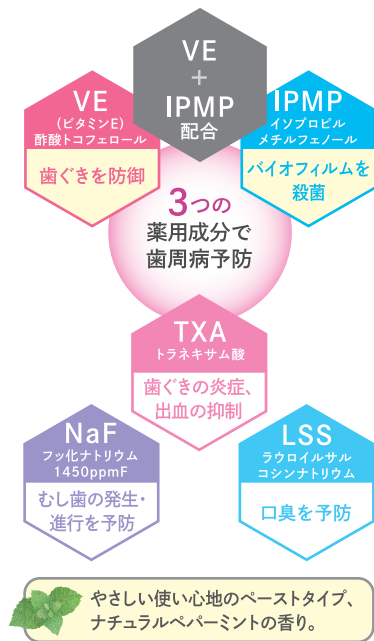 VE
+
IPMP
配合
VE
(ビタミンE)
酢酸トコフェロール
歯ぐきを防御
IPMP
イソプロピル
メチルフェノール
バイオフィルムを
殺菌
3つの
薬用成分で
歯周病予防
TXA
トラネキサム酸
歯ぐきの炎症、
出血の抑制
NaF
フッ化ナトリウム
1450ppmF
むし歯の発生・
進行を予防
LSS
ラウロイルサル
コシンナトリウム
口臭を予防
やさしい使い心地のペーストタイプ、
ナチュラルペパーミントの香り。